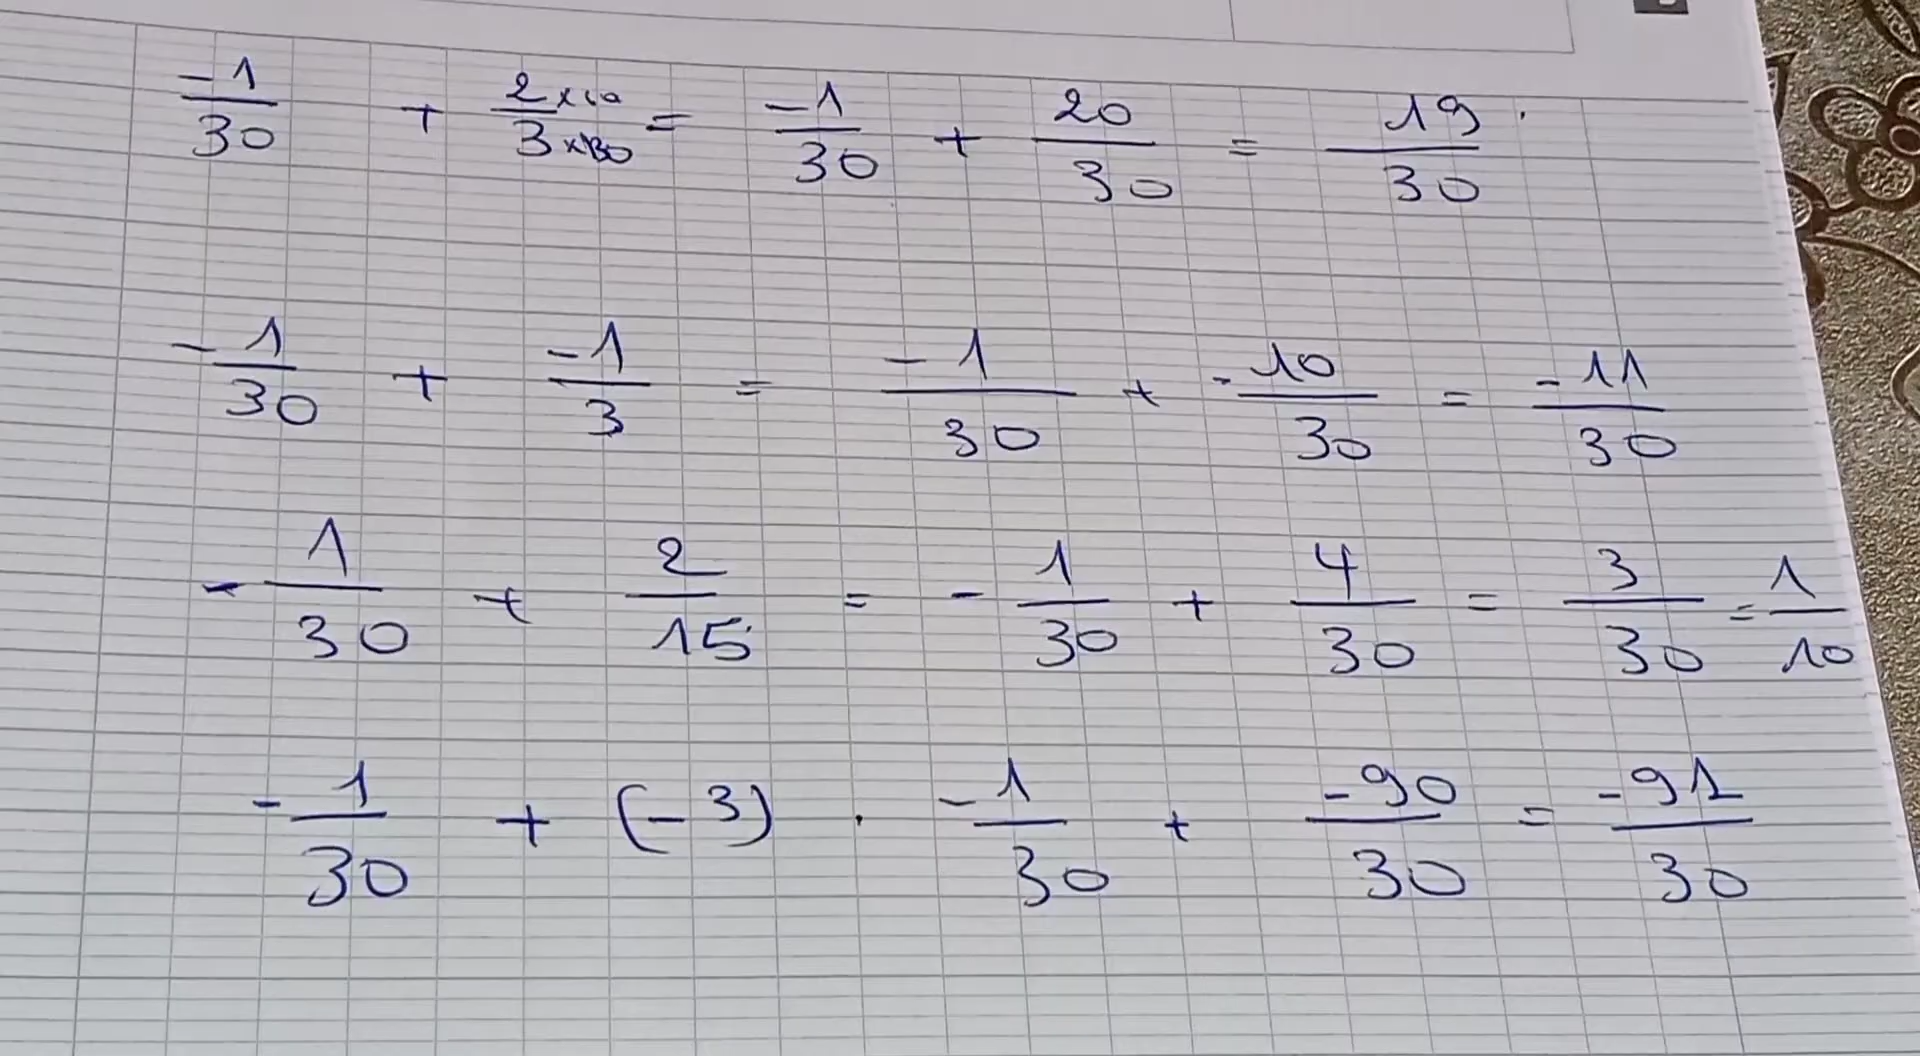 -1/30 + 2×10/3×30 = -1/30 + 20/30 = 19/30 .
-1/30 + -1/3 = -1/30 + -10/30 = -11/30
-1/30 + 2/15 = -1/30 + 4/30 = 3/30 = 1/10
-1/30 + (-3) . -1/30 + -90/30 = -91/30